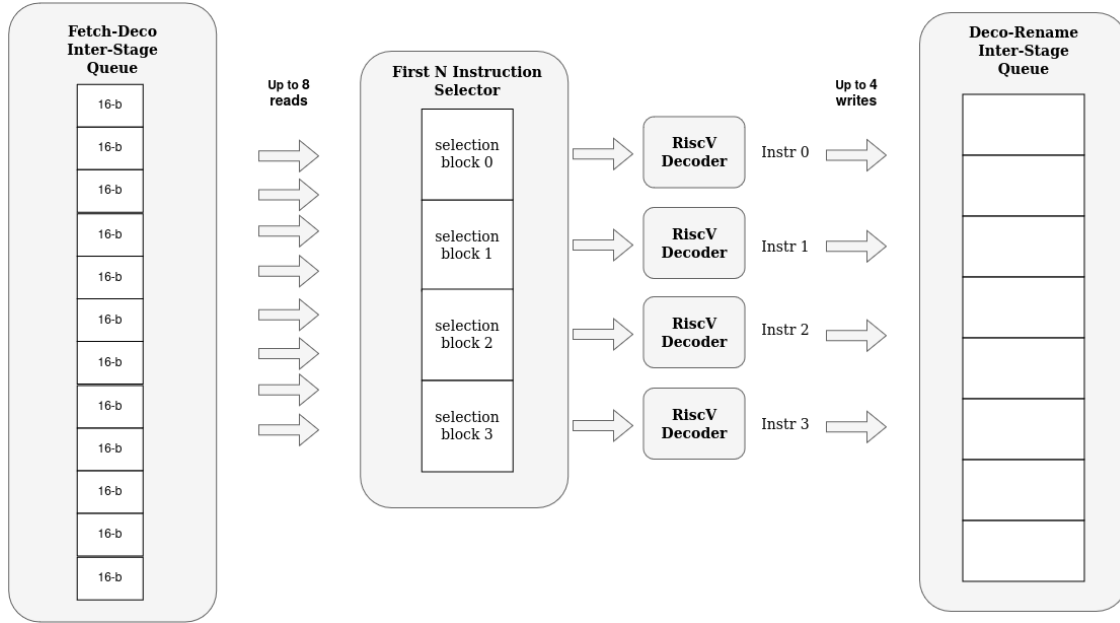 Fetch-Deco
Inter-Stage
Queue
16-b
16-b
16-b
16-b
16-b
16-b
16-b
16-b
16-b
16-b
16-b
16-b
Up to 8
reads
First N Instruction
Selector
selection
block 0
selection
block 1
selection
block 2
selection
block 3
RiscV
Decoder
Instr 0
RiscV
Decoder
Instr 1
RiscV
Decoder
Instr 2
RiscV
Decoder
Instr 3
Up to 4
writes
Deco-Rename
Inter-Stage
Queue